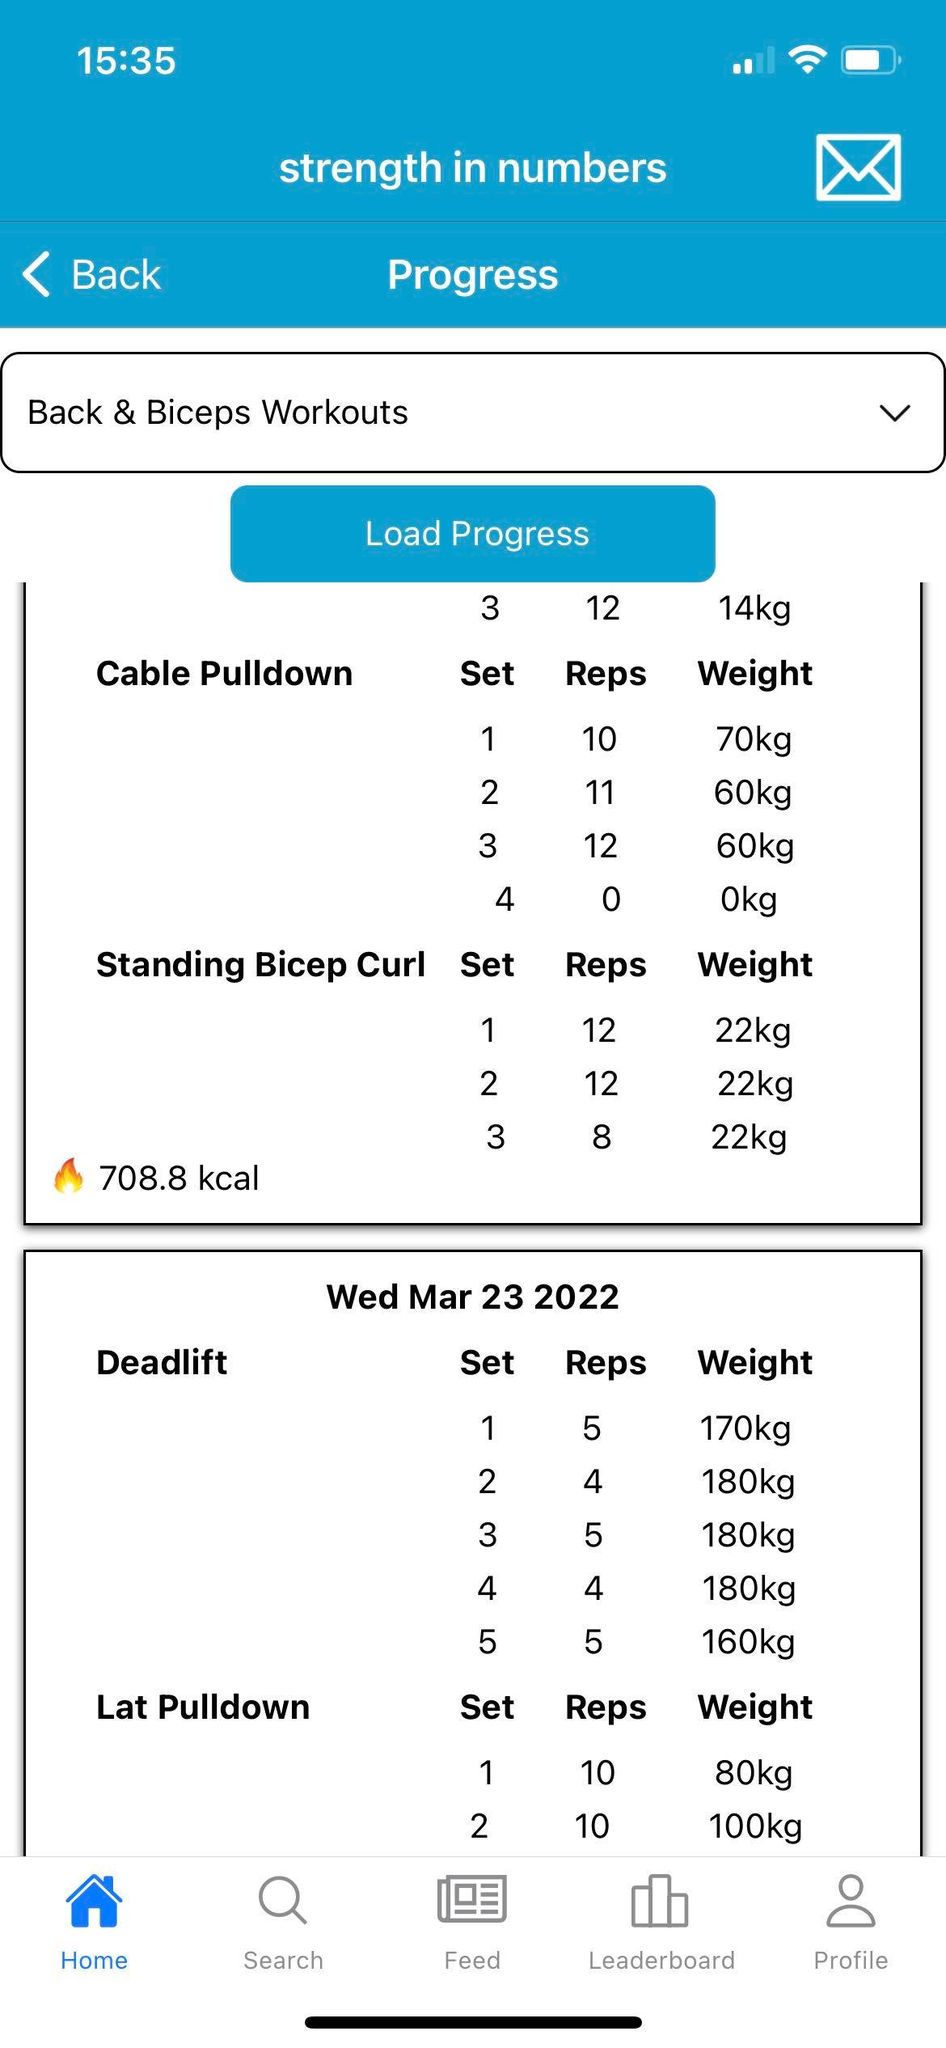 15:35
strength in numbers
Back Progress
Back & Biceps Workouts
Load Progress
3 12 14kg
Cable Pulldown Set Reps Weight
1 10 70kg
2 11 60kg
3 12 60kg
4 0 0kg
Standing Bicep Curl Set Reps Weight
1 12 22kg
2 12 22kg
3 8 22kg
708.8 kcal
Wed Mar 23 2022
Deadlift Set Reps Weight
1 5 170kg
2 4 180kg
3 5 180kg
4 4 180kg
5 5 160kg
Lat Pulldown Set Reps Weight
1 10 80kg
2 10 100kg
Home Search Feed Leaderboard Profile